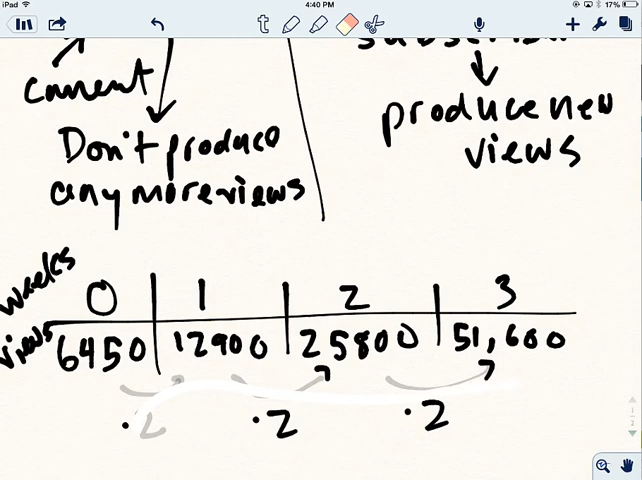 iPad 4:40 PM 17%
t
comment
Don't produce
any more views
produce new
views
weeks 0 1 2 3
views 6450 12900 25800 51,600
·2 ·2 ·2